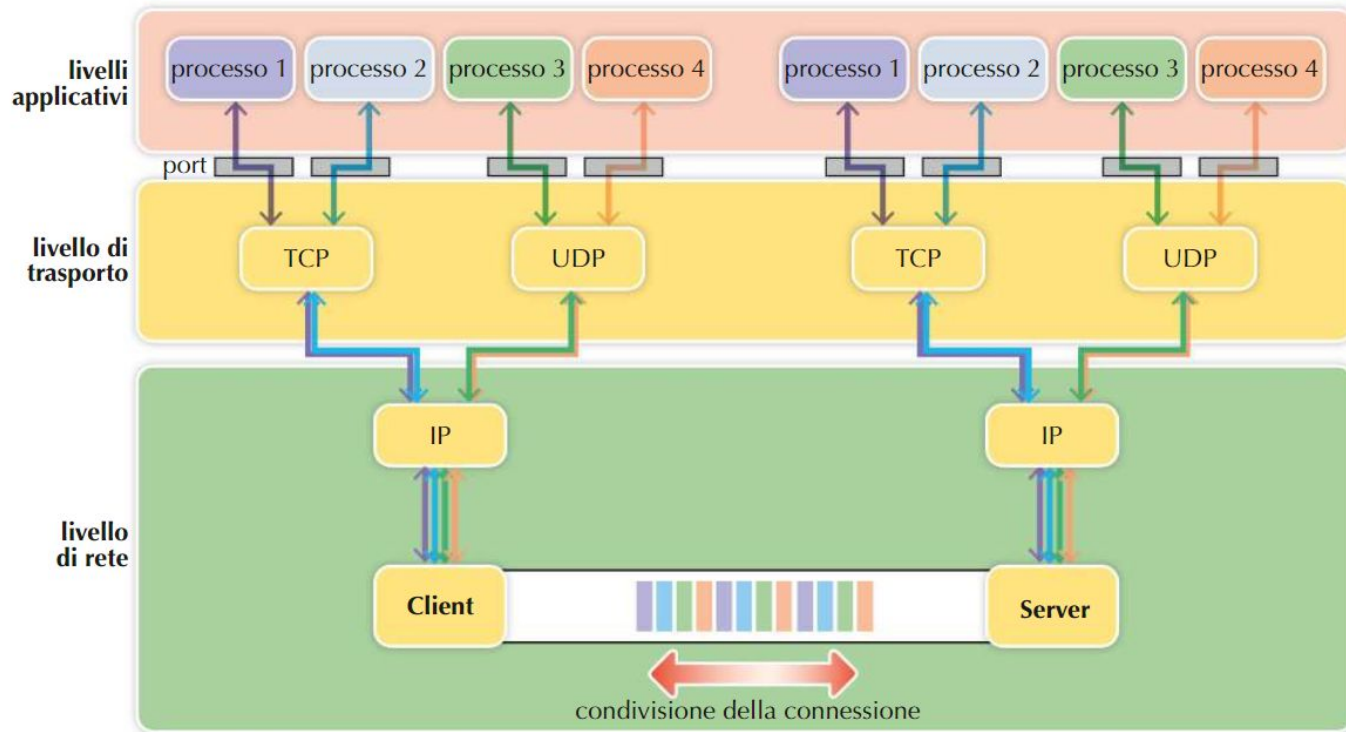 livelli
applicativi
processo 1
processo 2
processo 3
processo 4
processo 1
processo 2
processo 3
processo 4
port
livello di
trasporto
TCP
UDP
TCP
UDP
IP
IP
livello
di rete
Client
Server
condivisione della connessione